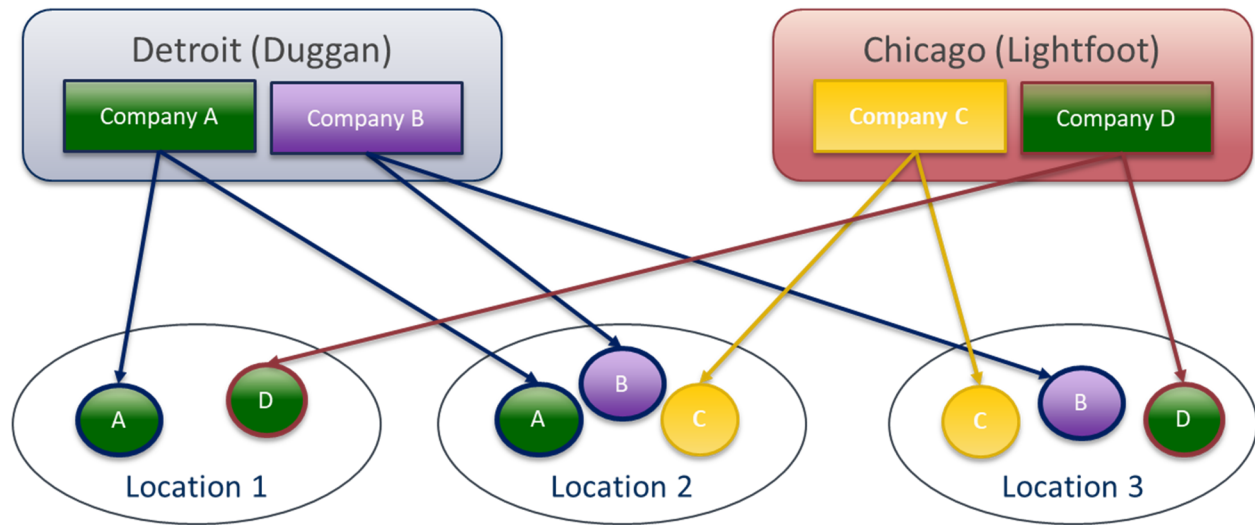 Detroit (Duggan)
Chicago (Lightfoot)
Company A
Company B
Company C
Company D
A
D
A
B
C
C
B
D
Location 1
Location 2
Location 3